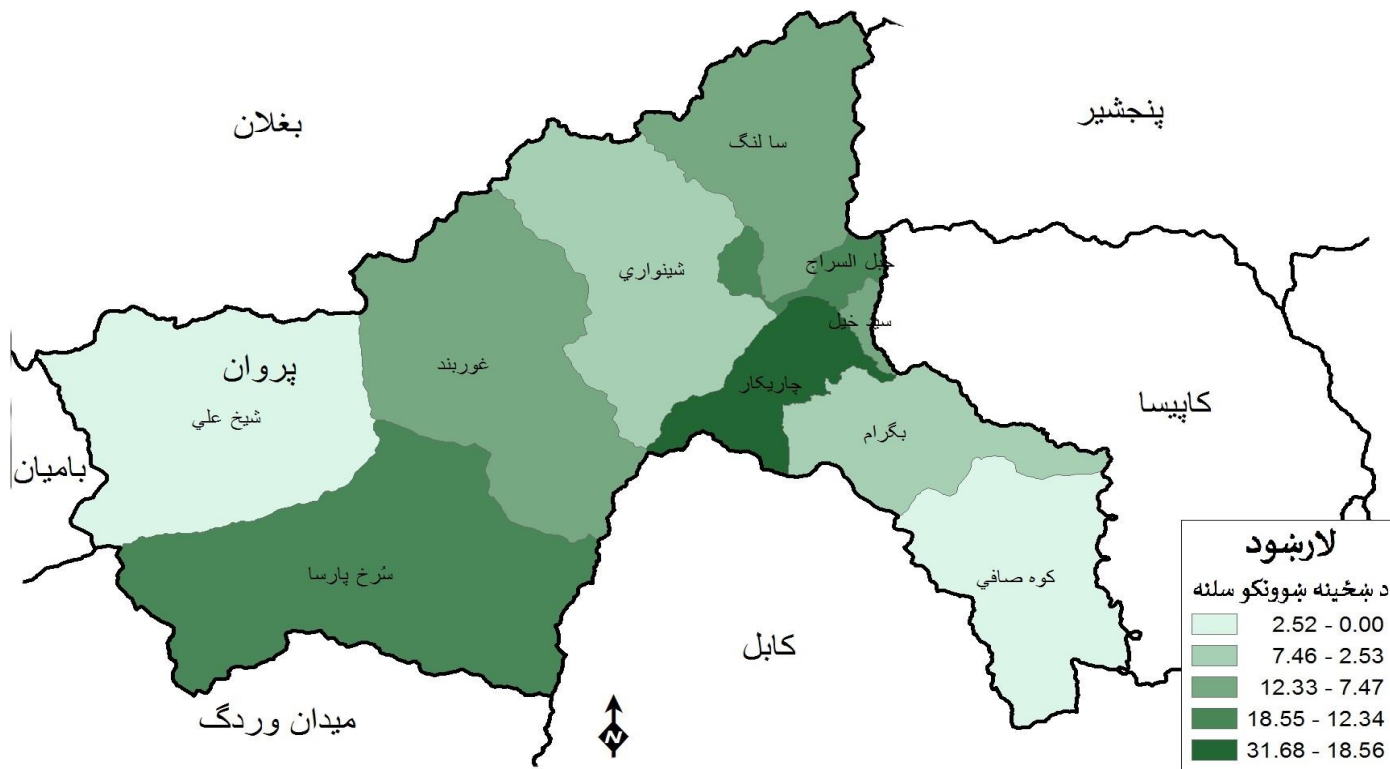 بغلان
پنجشیر
سا لنگ
جبل السراج
شینواري
سید خیل
غوربند
پروان
شیخ علي
چاریکار
کاپیسا
بگرام
بامیان
سُرخ پارسا
کوه صافي
کابل
میدان وردگ
N
لارښود
د ښځینه ښوونکو سلنه
2.52 - 0.00
7.46 - 2.53
12.33 - 7.47
18.55 - 12.34
31.68 - 18.56